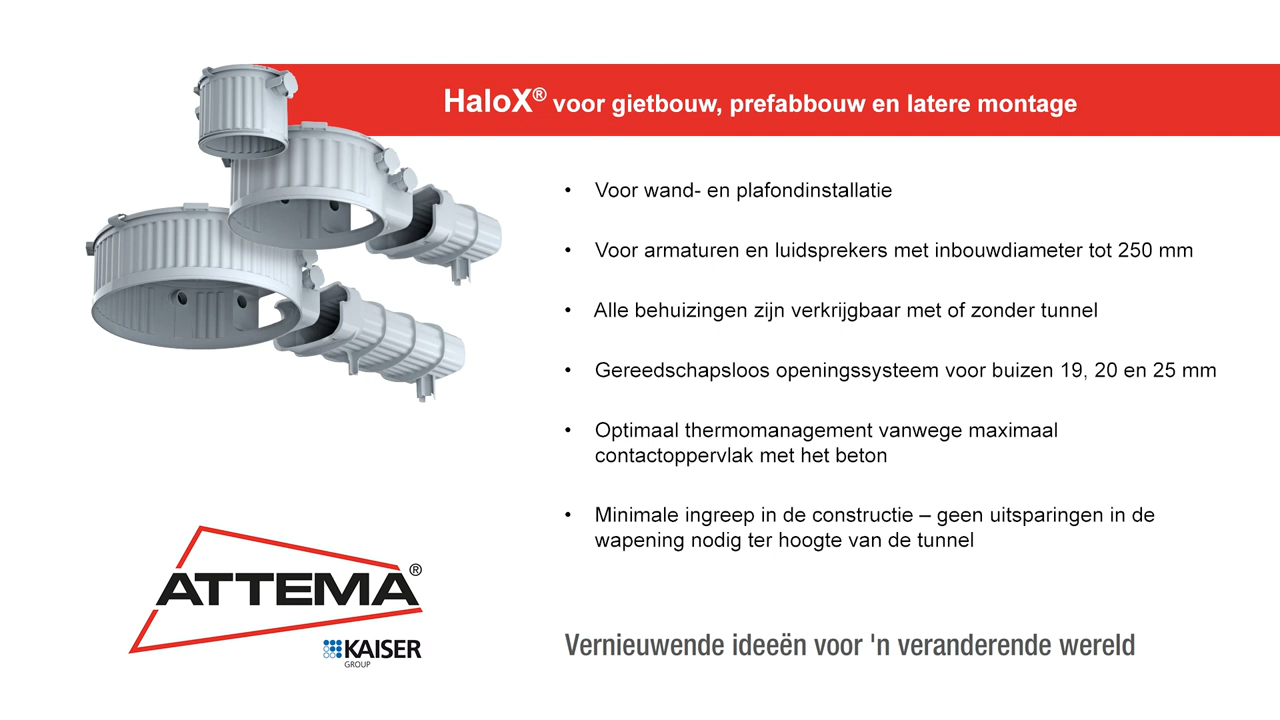 HaloX® voor gietbouw, prefabbouw en latere montage
• Voor wand- en plafondinstallatie
• Voor armaturen en luidsprekers met inbouwdiameter tot 250 mm
• Alle behuizingen zijn verkrijgbaar met of zonder tunnel
• Gereedschapsloos openingssysteem voor buizen 19, 20 en 25 mm
• Optimaal thermomanagement vanwege maximaal
contactoppervlak met het beton
• Minimale ingreep in de constructie – geen uitsparingen in de
wapening nodig ter hoogte van de tunnel
ATTEMA®
KAISER
GROUP
Vernieuwende ideeën voor 'n veranderende wereld